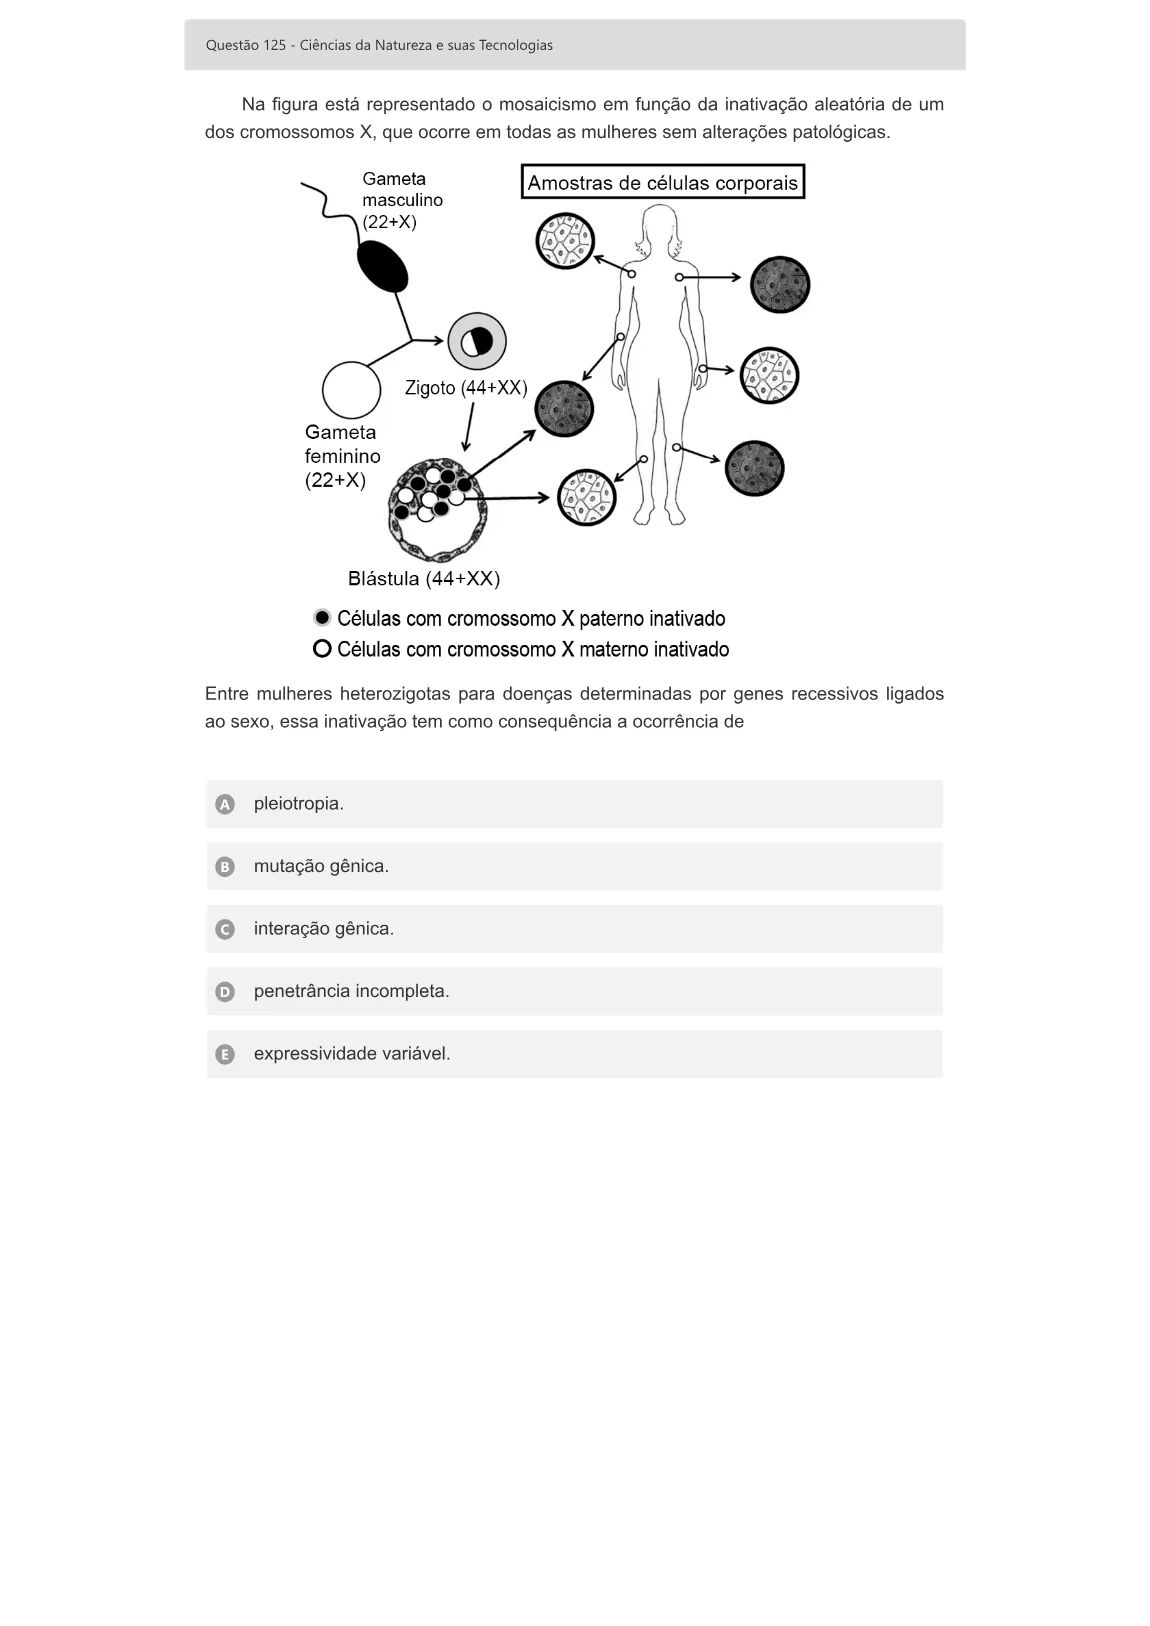 Questão 125 - Ciências da Natureza e suas Tecnologias
Na figura está representado o mosaicismo em função da inativação aleatória de um
dos cromossomos X, que ocorre em todas as mulheres sem alterações patológicas.
Gameta
masculino
(22+X)
Amostras de células corporais
Zigoto (44+XX)
Gameta
feminino
(22+X)
Blástula (44+XX)
Células com cromossomo X paterno inativado
Células com cromossomo X materno inativado
Entre mulheres heterozigotas para doenças determinadas por genes recessivos ligados
ao sexo, essa inativação tem como consequência a ocorrência de
A pleiotropia.
B mutação gênica.
C interação gênica.
D penetrância incompleta.
E expressividade variável.